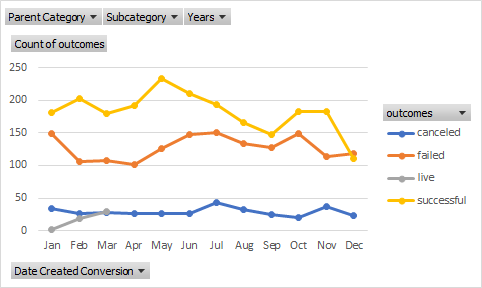 Parent Category Subcategory Years
Count of outcomes
250
200
150
100
50
0
Jan Feb Mar Apr May Jun Jul Aug Sep Oct Nov Dec
outcomes
canceled
failed
live
successful
Date Created Conversion